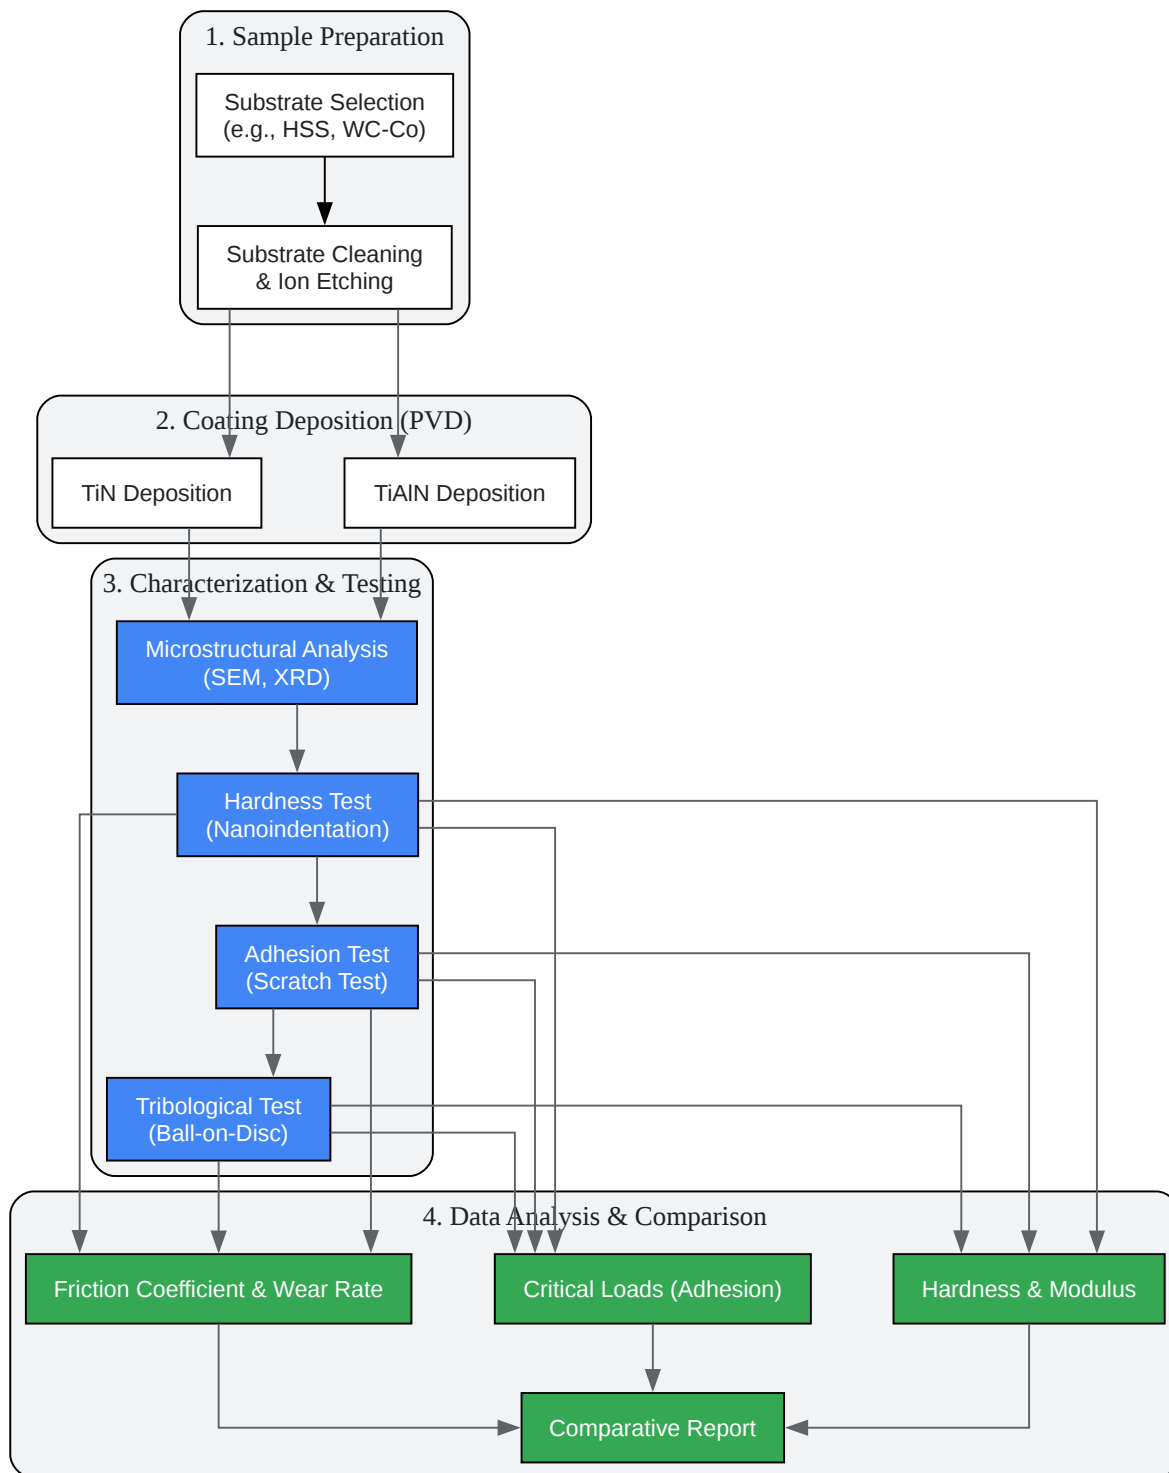 1. Sample Preparation
Substrate Selection
(e.g., HSS, WC-Co)
Substrate Cleaning
& Ion Etching
2. Coating Deposition (PVD)
TiN Deposition
TiAlN Deposition
3. Characterization & Testing
Microstructural Analysis
(SEM, XRD)
Hardness Test
(Nanoindentation)
Adhesion Test
(Scratch Test)
Tribological Test
(Ball-on-Disc)
4. Data Analysis & Comparison
Friction Coefficient & Wear Rate
Critical Loads (Adhesion)
Hardness & Modulus
Comparative Report